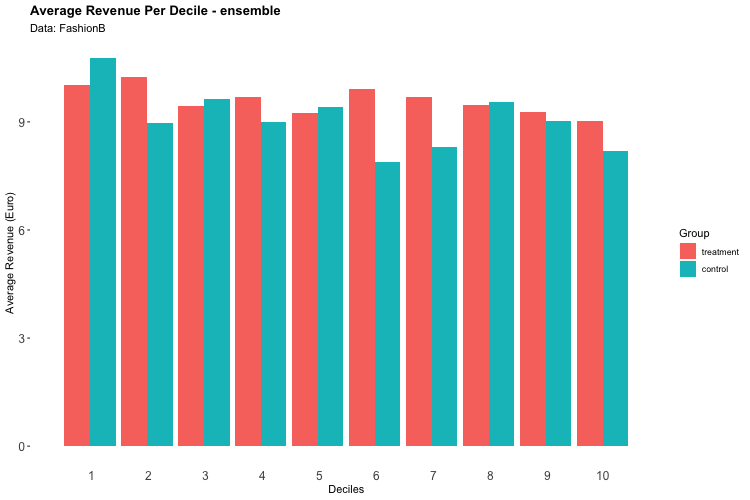 Average Revenue Per Decile - ensemble
Data: FashionB
Average Revenue (Euro)
9
6
3
0
1 2 3 4 5 6 7 8 9 10
Deciles
Group
treatment
control